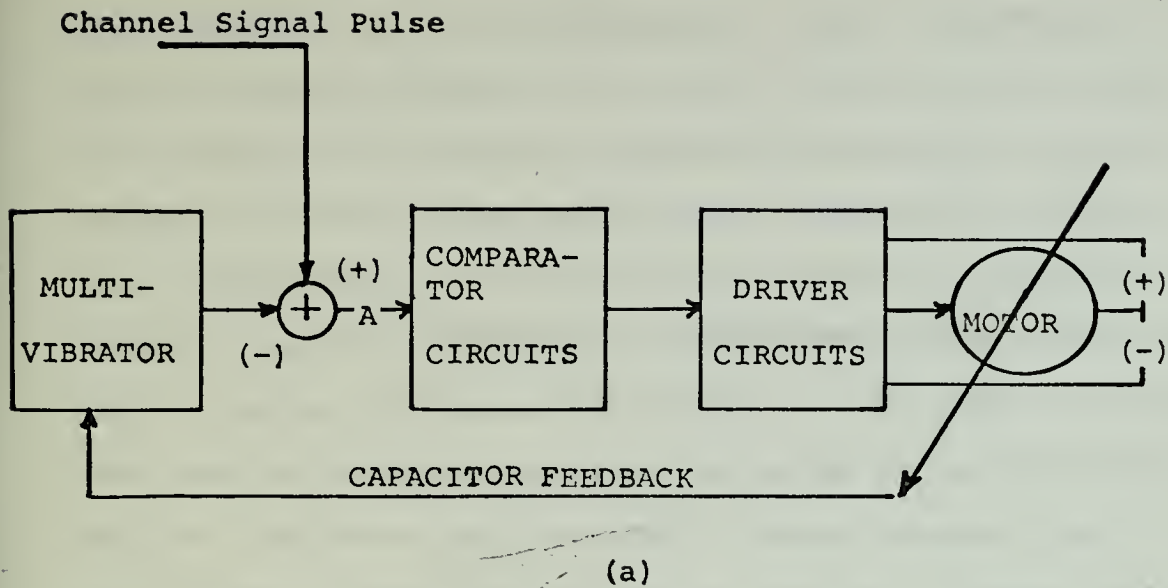 Channel Signal Pulse
MULTI-
VIBRATOR
+
(+)
(-)
A
COMPARA-
TOR
CIRCUITS
DRIVER
CIRCUITS
MOTOR
(+)
(-)
CAPACITOR FEEDBACK
(a)